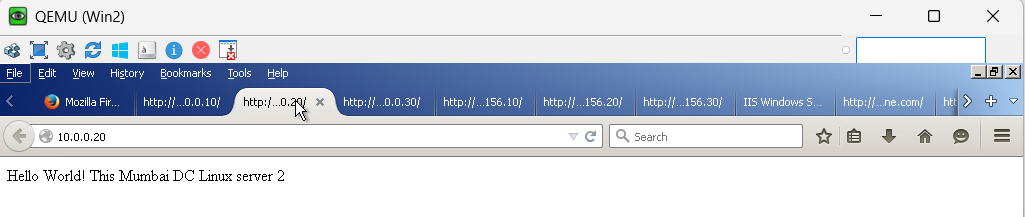 QEMU (Win2)
File Edit View History Bookmarks Tools Help
Mozilla Fir... http://...0.0.10/ http:/...0.20/ http://...0.0.30/ http://...156.10/ http://...156.20/ http://...156.30/ IIS Windows S... http://...ne.com/ htt
10.0.0.20 Search
Hello World! This Mumbai DC Linux server 2